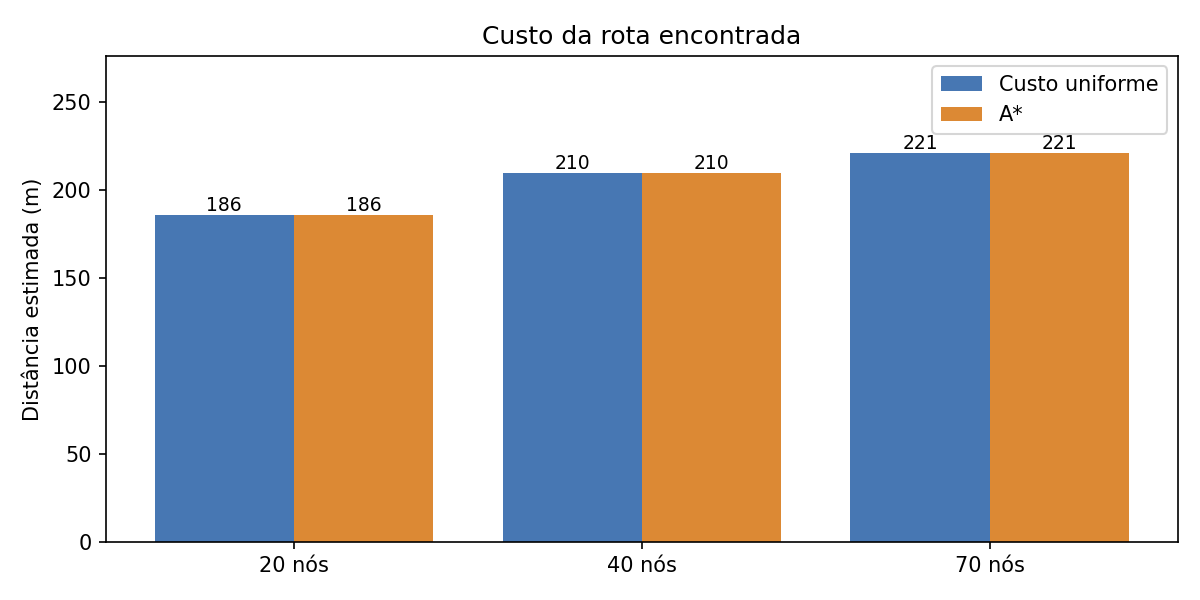 Custo da rota encontrada
Distância estimada (m)
250
200
150
100
50
0
Custo uniforme
A*
186
186
210
210
221
221
20 nós
40 nós
70 nós